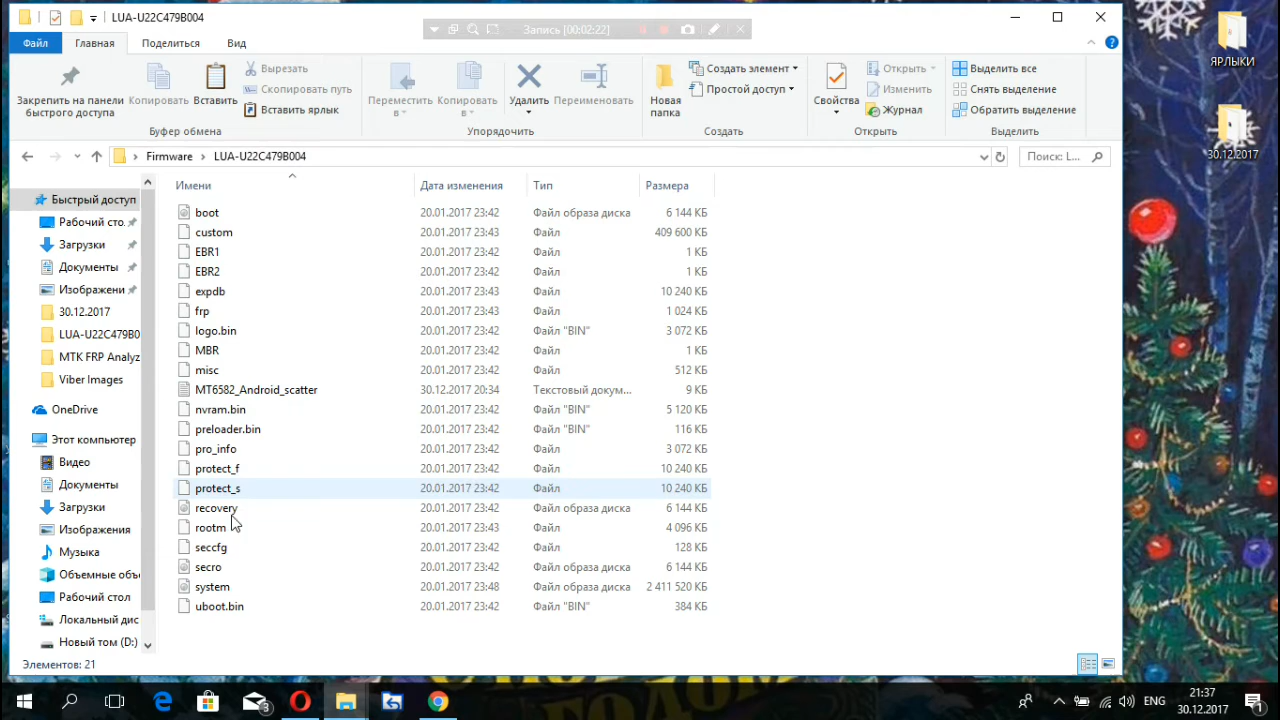 LUA-U22C479B004
Запись [00:02:22]
Файл Главная Поделиться Вид
Закрепить на панели быстрого доступа
Копировать
Вставить
Вырезать
Скопировать путь
Вставить ярлык
Буфер обмена
Переместить в
Копировать в
Удалить
Переименовать
Упорядочить
Новая папка
Создать элемент
Простой доступ
Создать
Свойства
Открыть
Изменить
Журнал
Открыть
Выделить все
Снять выделение
Обратить выделение
Выделить
Firmware › LUA-U22C479B004
Поиск: L...
Быстрый доступ
Рабочий сто.
Загрузки
Документы
Изображени
30.12.2017
LUA-U22C479B0
MTK FRP Analyz
Viber Images
OneDrive
Этот компьютер
Видео
Документы
Загрузки
Изображения
Музыка
Объемные объ
Рабочий стол
Локальный дис
Новый том (D:)
Имени Дата изменения Тип Размера
boot 20.01.2017 23:42 Файл образа диска 6 144 КБ
custom 20.01.2017 23:43 Файл 409 600 КБ
EBR1 20.01.2017 23:42 Файл 1 КБ
EBR2 20.01.2017 23:42 Файл 1 КБ
expdb 20.01.2017 23:43 Файл 10 240 КБ
frp 20.01.2017 23:43 Файл 1 024 КБ
logo.bin 20.01.2017 23:42 Файл "BIN" 3 072 КБ
MBR 20.01.2017 23:42 Файл 1 КБ
misc 20.01.2017 23:42 Файл 512 КБ
MT6582_Android_scatter 30.12.2017 20:34 Текстовый докум... 9 КБ
nvram.bin 20.01.2017 23:42 Файл "BIN" 5 120 КБ
preloader.bin 20.01.2017 23:42 Файл "BIN" 116 КБ
pro_info 20.01.2017 23:42 Файл 3 072 КБ
protect_f 20.01.2017 23:42 Файл 10 240 КБ
protect_s 20.01.2017 23:42 Файл 10 240 КБ
recovery 20.01.2017 23:42 Файл образа диска 6 144 КБ
rootm 20.01.2017 23:43 Файл 4 096 КБ
seccfg 20.01.2017 23:42 Файл 128 КБ
secro 20.01.2017 23:42 Файл образа диска 6 144 КБ
system 20.01.2017 23:48 Файл образа диска 2 411 520 КБ
uboot.bin 20.01.2017 23:42 Файл "BIN" 384 КБ
Элементов: 21
ЯРЛЫКИ
30.12.2017
3
ENG
21:37
30.12.2017
1